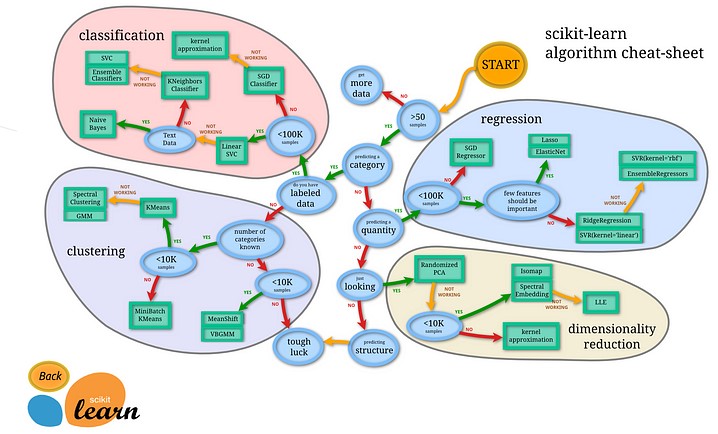 scikit-learn
algorithm cheat-sheet
START
classification
kernel
approximation
NOT
WORKING
SVC
Ensemble
Classifiers
NOT
WORKING
KNeighbors
Classifier
SGD
Classifier
NO
NO
Naive
Bayes
YES
Text
Data
NOT
WORKING
Linear
SVC
YES
<100K
samples
YES
get
more
data
NO
>50
samples
YES
predicting a
category
YES
do you have
labeled
data
NO
NO
predicting a
quantity
YES
NO
just
looking
YES
NO
predicting
structure
tough
luck
regression
SGD
Regressor
NO
<100K
samples
YES
few features
should be
important
YES
Lasso
ElasticNet
NO
RidgeRegression
SVR(kernel='linear')
NOT
WORKING
SVR(kernel='rbf')
EnsembleRegressors
clustering
Spectral
Clustering
GMM
NOT
WORKING
KMeans
YES
<10K
samples
NO
MiniBatch
KMeans
YES
number of
categories
known
NO
<10K
samples
YES
NO
MeanShift
VBGMM
dimensionality
reduction
Randomized
PCA
NOT
WORKING
<10K
samples
YES
NO
Isomap
Spectral
Embedding
NOT
WORKING
LLE
kernel
approximation
Back
scikit
learn